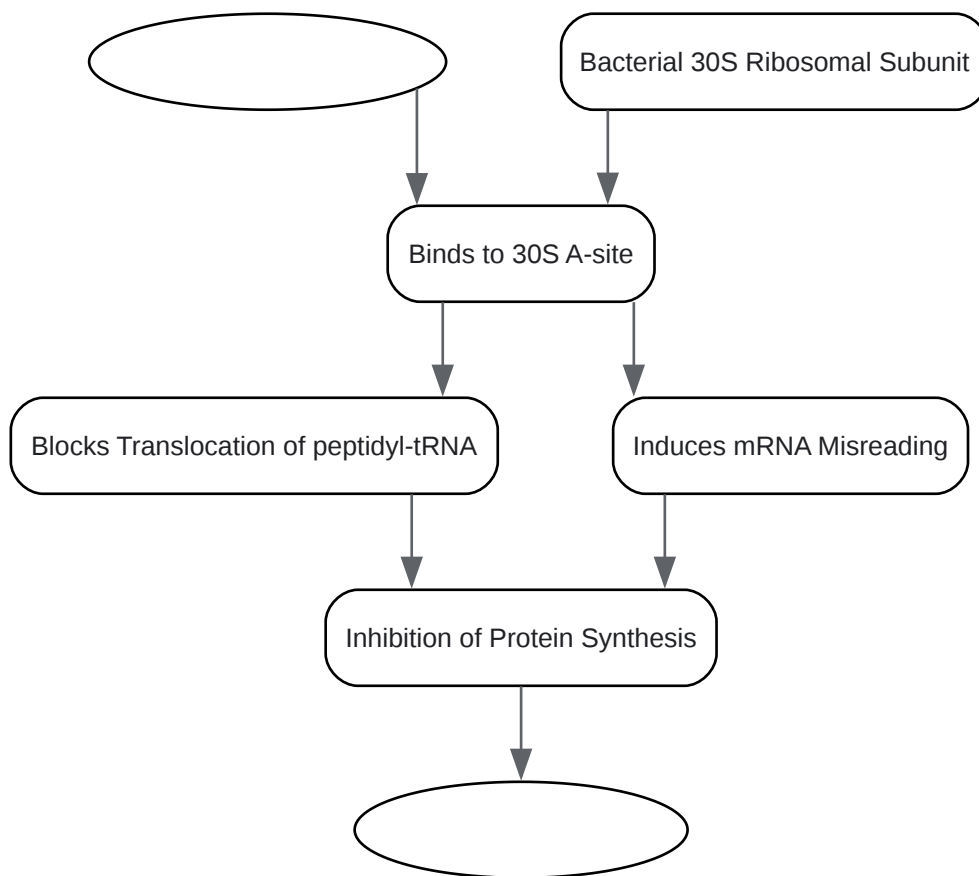 Bacterial 30S Ribosomal Subunit
Binds to 30S A-site
Blocks Translocation of peptidyl-tRNA
Induces mRNA Misreading
Inhibition of Protein Synthesis